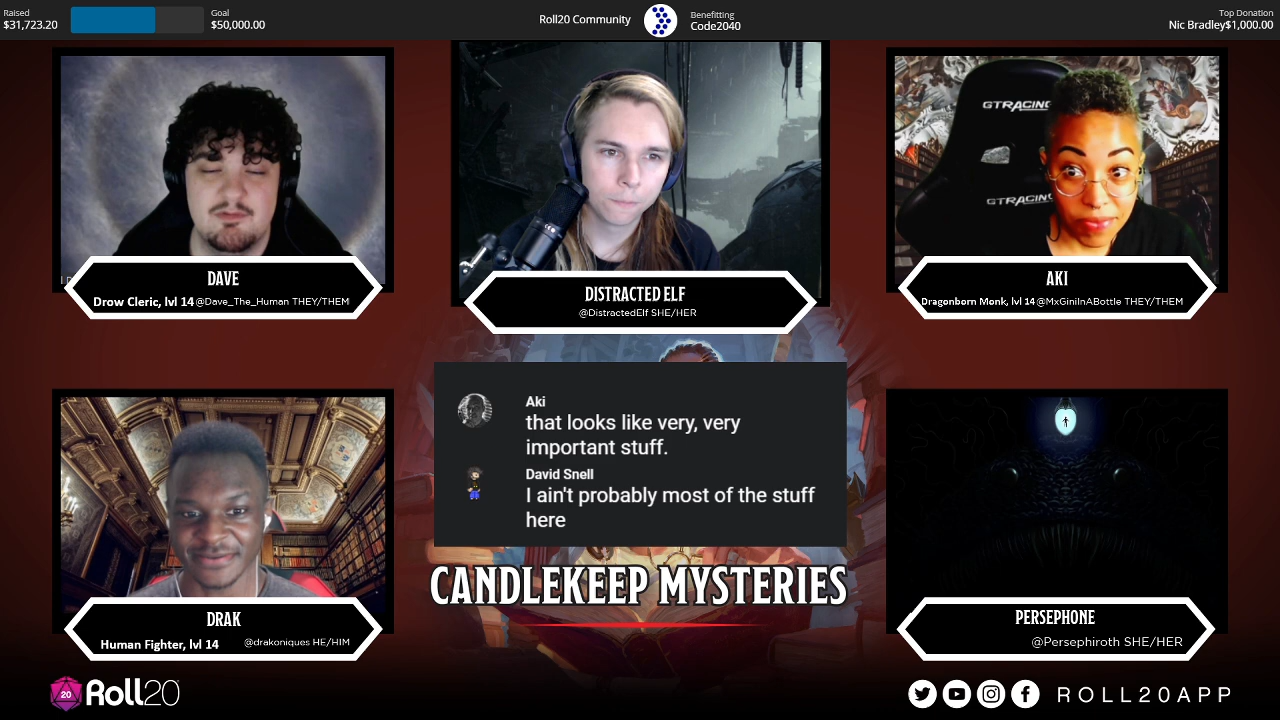 Raised
$31,723.20
Goal
$50,000.00
Roll20 Community
Benefitting
Code2040
Top Donation
Nic Bradley$1,000.00
GTRACING
GTRACING
DAVE
Drow Cleric, lvl 14 @Dave_The_Human THEY/THEM
DISTRACTED ELF
@DistractedElf SHE/HER
AKI
Dragonborn Monk, lvl 14 @MxGiniInABottle THEY/THEM
Aki
that looks like very, very
important stuff.
David Snell
I ain't probably most of the stuff
here
DRAK
Human Fighter, lvl 14 @drakoniques HE/HIM
CANDLEKEEP MYSTERIES
PERSEPHONE
@Persephiroth SHE/HER
20 Roll20
ROLL20APP